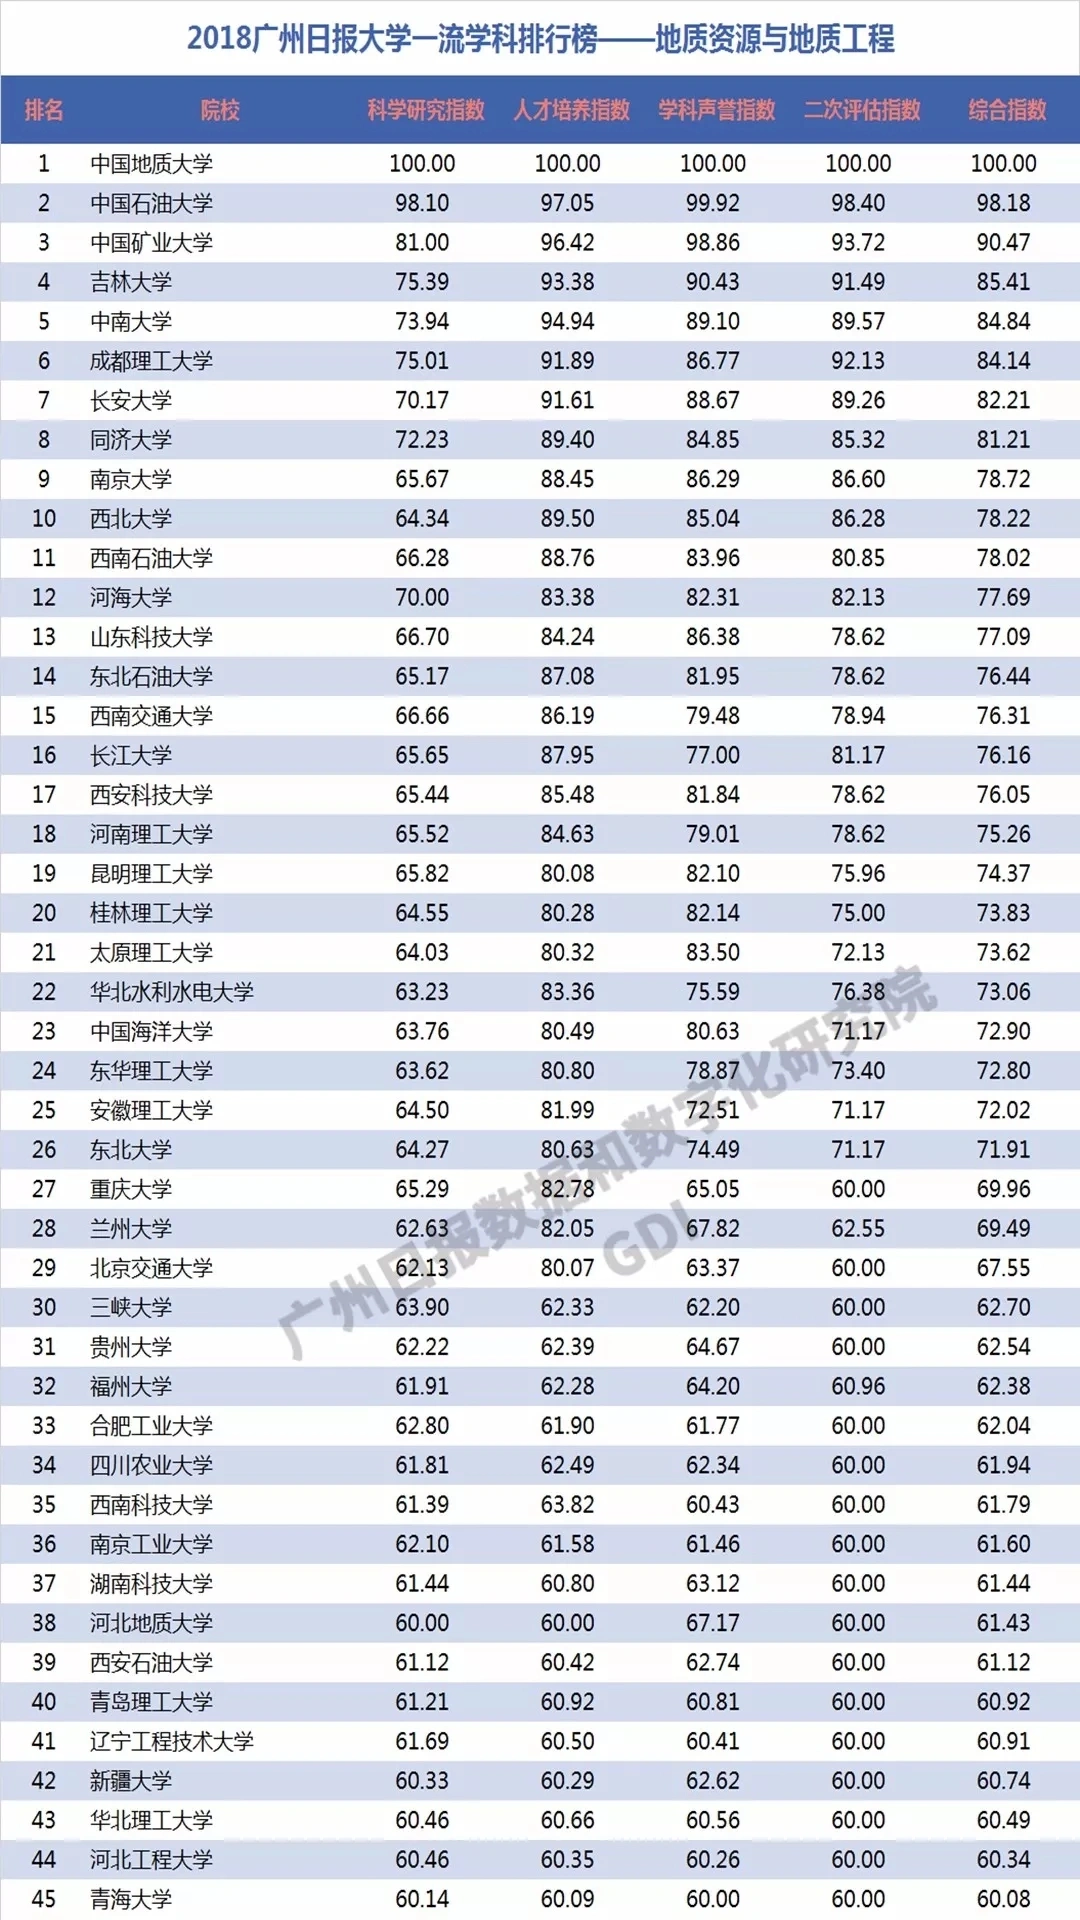 2018广州日报大学一流学科排行榜——地质资源与地质工程
排名 院校 科学研究指数 人才培养指数 学科声誉指数 二次评估指数 综合指数
1 中国地质大学 100.00 100.00 100.00 100.00 100.00
2 中国石油大学 98.10 97.05 99.92 98.40 98.18
3 中国矿业大学 81.00 96.42 98.86 93.72 90.47
4 吉林大学 75.39 93.38 90.43 91.49 85.41
5 中南大学 73.94 94.94 89.10 89.57 84.84
6 成都理工大学 75.01 91.89 86.77 92.13 84.14
7 长安大学 70.17 91.61 88.67 89.26 82.21
8 同济大学 72.23 89.40 84.85 85.32 81.21
9 南京大学 65.67 88.45 86.29 86.60 78.72
10 西北大学 64.34 89.50 85.04 86.28 78.22
11 西南石油大学 66.28 88.76 83.96 80.85 78.02
12 河海大学 70.00 83.38 82.31 82.13 77.69
13 山东科技大学 66.70 84.24 86.38 78.62 77.09
14 东北石油大学 65.17 87.08 81.95 78.62 76.44
15 西南交通大学 66.66 86.19 79.48 78.94 76.31
16 长江大学 65.65 87.95 77.00 81.17 76.16
17 西安科技大学 65.44 85.48 81.84 78.62 76.05
18 河南理工大学 65.52 84.63 79.01 78.62 75.26
19 昆明理工大学 65.82 80.08 82.10 75.96 74.37
20 桂林理工大学 64.55 80.28 82.14 75.00 73.83
21 太原理工大学 64.03 80.32 83.50 72.13 73.62
22 华北水利水电大学 63.23 83.36 75.59 76.38 73.06
23 中国海洋大学 63.76 80.49 80.63 71.17 72.90
24 东华理工大学 63.62 80.80 78.87 73.40 72.80
25 安徽理工大学 64.50 81.99 72.51 71.17 72.02
26 东北大学 64.27 80.63 74.49 71.17 71.91
27 重庆大学 65.29 82.78 65.05 60.00 69.96
28 兰州大学 62.63 82.05 67.82 62.55 69.49
29 北京交通大学 62.13 80.07 63.37 60.00 67.55
30 三峡大学 63.90 62.33 62.20 60.00 62.70
31 贵州大学 62.22 62.39 64.67 60.00 62.54
32 福州大学 61.91 62.28 64.20 60.96 62.38
33 合肥工业大学 62.80 61.90 61.77 60.00 62.04
34 四川农业大学 61.81 62.49 62.34 60.00 61.94
35 西南科技大学 61.39 63.82 60.43 60.00 61.79
36 南京工业大学 62.10 61.58 61.46 60.00 61.60
37 湖南科技大学 61.44 60.80 63.12 60.00 61.44
38 河北地质大学 60.00 60.00 67.17 60.00 61.43
39 西安石油大学 61.12 60.42 62.74 60.00 61.12
40 青岛理工大学 61.21 60.92 60.81 60.00 60.92
41 辽宁工程技术大学 61.69 60.50 60.41 60.00 60.91
42 新疆大学 60.33 60.29 62.62 60.00 60.74
43 华北理工大学 60.46 60.66 60.56 60.00 60.49
44 河北工程大学 60.46 60.35 60.26 60.00 60.34
45 青海大学 60.14 60.09 60.00 60.00 60.08
广州日报数据和数字化研究院
GDI